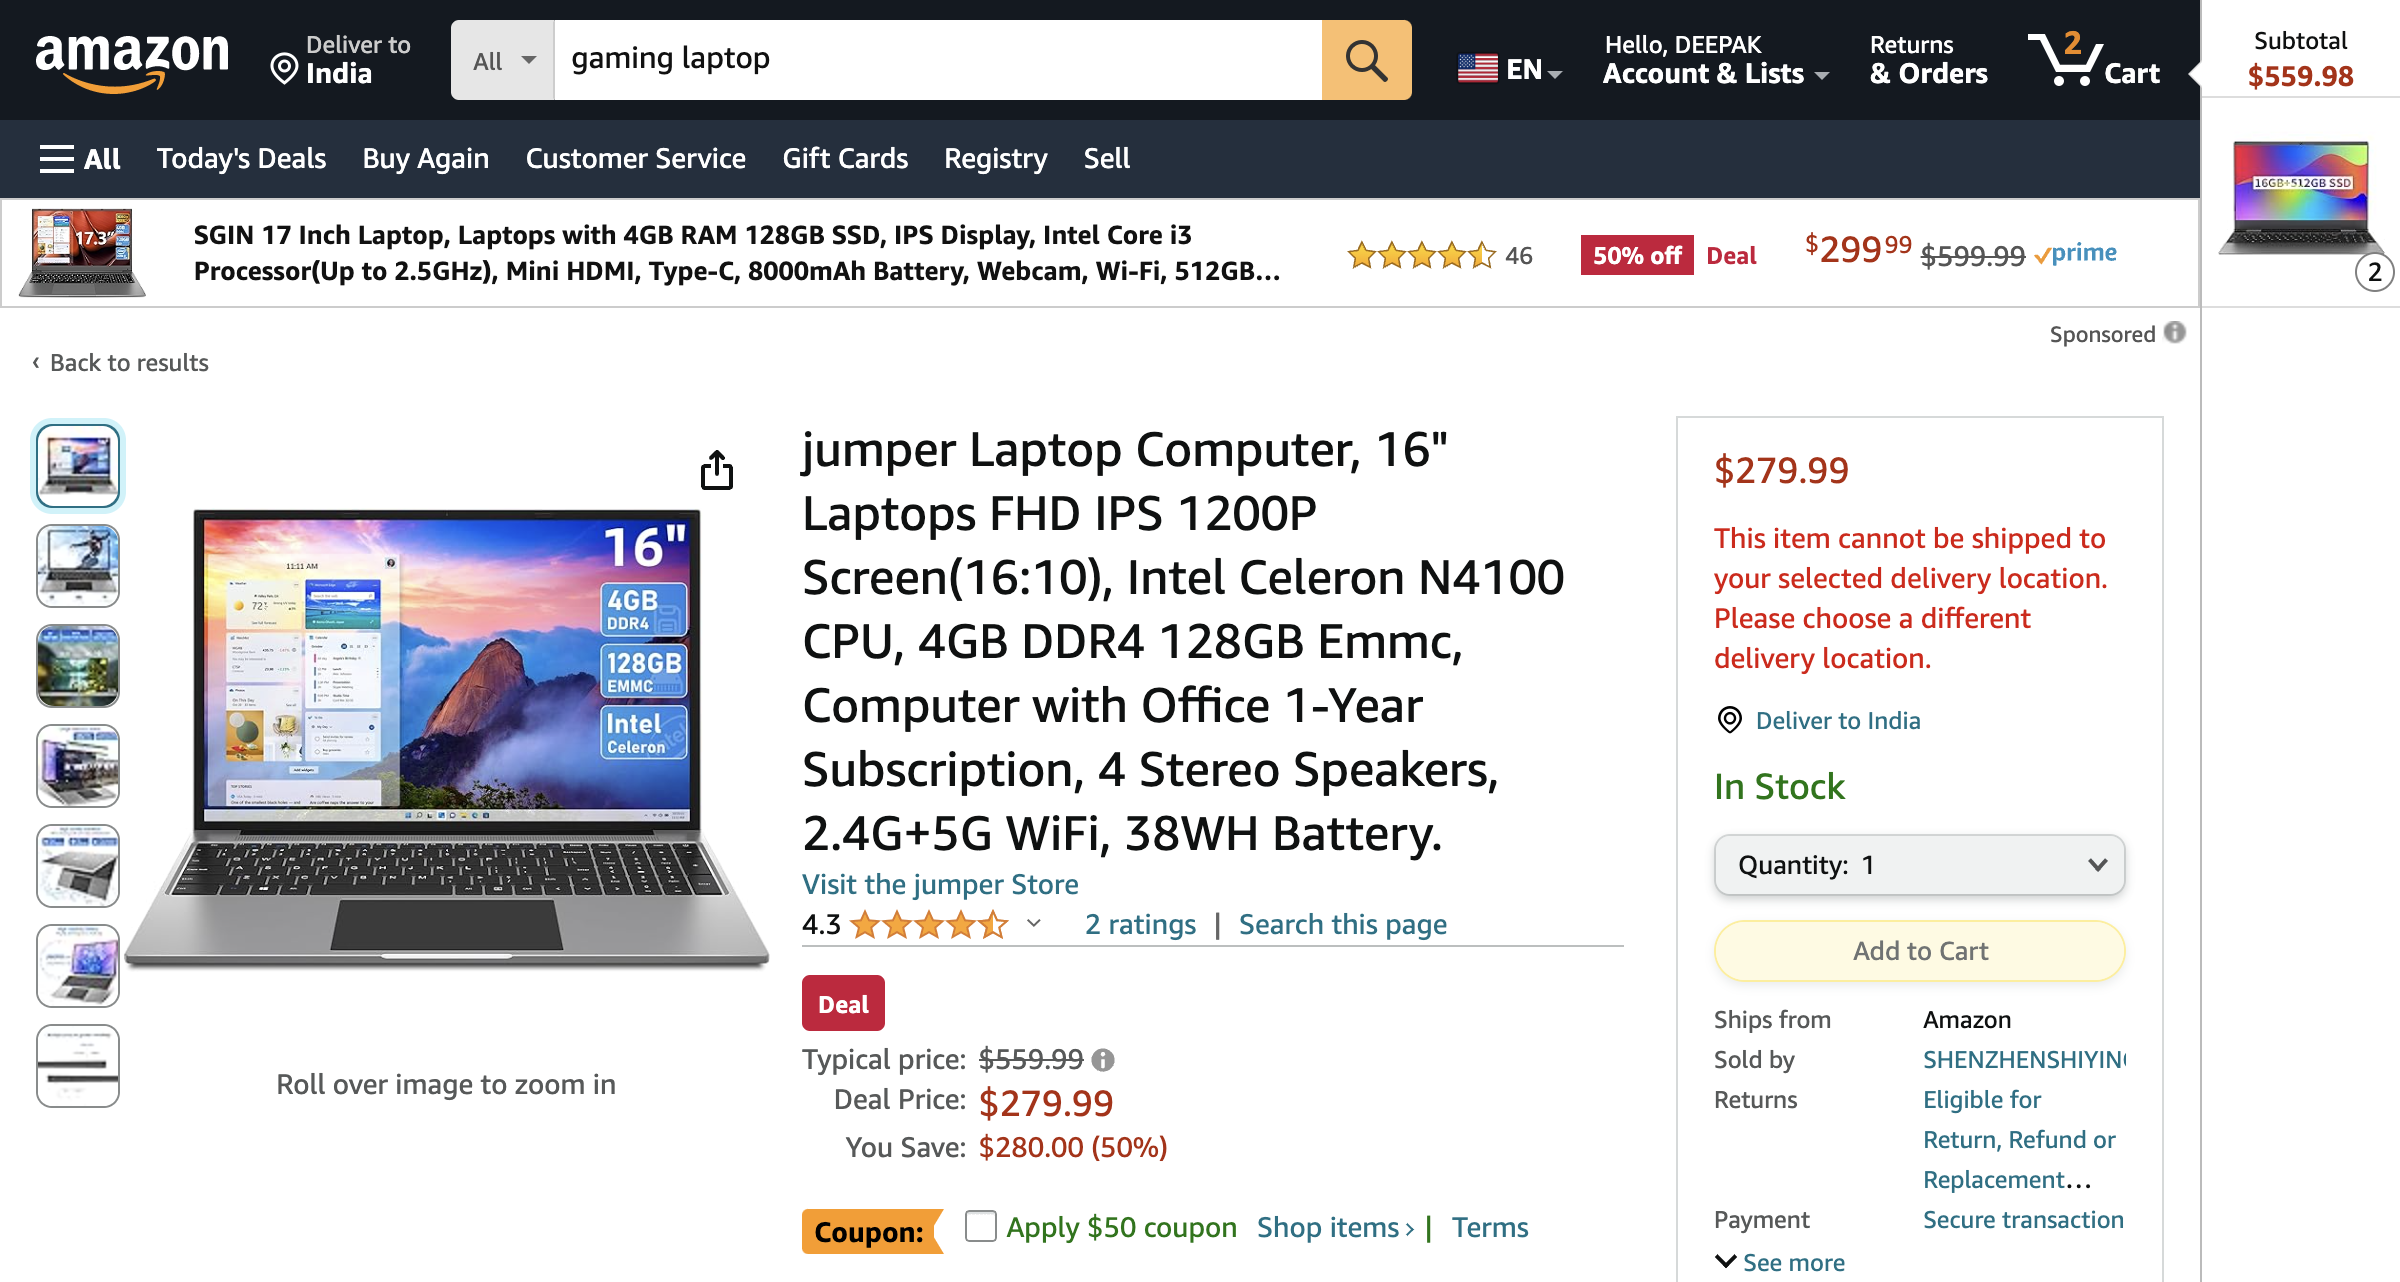 amazon
Deliver to
India
All
gaming laptop
EN
Hello, DEEPAK
Account & Lists
Returns
& Orders
2
Cart
Subtotal
$559.98
All
Today's Deals
Buy Again
Customer Service
Gift Cards
Registry
Sell
16GB+512GB SSD
2
17.3"
SGIN 17 Inch Laptop, Laptops with 4GB RAM 128GB SSD, IPS Display, Intel Core i3
Processor(Up to 2.5GHz), Mini HDMI, Type-C, 8000mAh Battery, Webcam, Wi-Fi, 512GB...
46
50% off
Deal
$299 99
$599.99
prime
Sponsored
‹ Back to results
11:11 AM
16"
4GB
DDR4
128GB
EMMC
Intel
Celeron
Roll over image to zoom in
jumper Laptop Computer, 16"
Laptops FHD IPS 1200P
Screen(16:10), Intel Celeron N4100
CPU, 4GB DDR4 128GB Emmc,
Computer with Office 1-Year
Subscription, 4 Stereo Speakers,
2.4G+5G WiFi, 38WH Battery.
Visit the jumper Store
4.3
2 ratings | Search this page
Deal
Typical price: $559.99
Deal Price: $279.99
You Save: $280.00 (50%)
Coupon:
Apply $50 coupon
Shop items › | Terms
$279.99
This item cannot be shipped to
your selected delivery location.
Please choose a different
delivery location.
Deliver to India
In Stock
Quantity: 1
Add to Cart
Ships from
Amazon
Sold by
SHENZHENSHIYIN
Returns
Eligible for
Return, Refund or
Replacement...
Payment
Secure transaction
See more